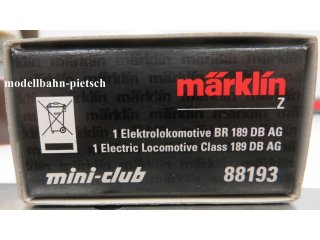 modellbahn-pietsch
märklin
Z
1 Elektrolokomotive BR 189 DB AG
1 Electric Locomotive Class 189 DB AG
mini-club
88193